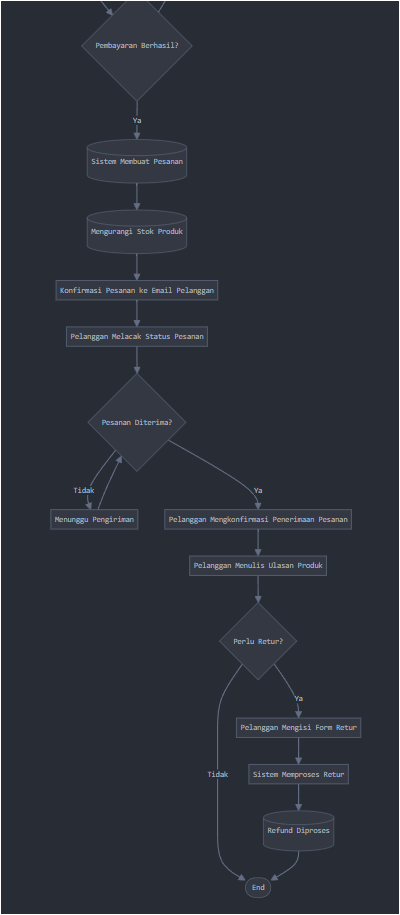 Pembayaran Berhasil?
Ya
Sistem Membuat Pesanan
Mengurangi Stok Produk
Konfirmasi Pesanan ke Email Pelanggan
Pelanggan Melacak Status Pesanan
Pesanan Diterima?
Tidak
Ya
Menunggu Pengiriman
Pelanggan Mengkonfirmasi Penerimaan Pesanan
Pelanggan Menulis Ulasan Produk
Perlu Retur?
Ya
Pelanggan Mengisi Form Retur
Tidak
Sistem Memproses Retur
Refund Diproses
End